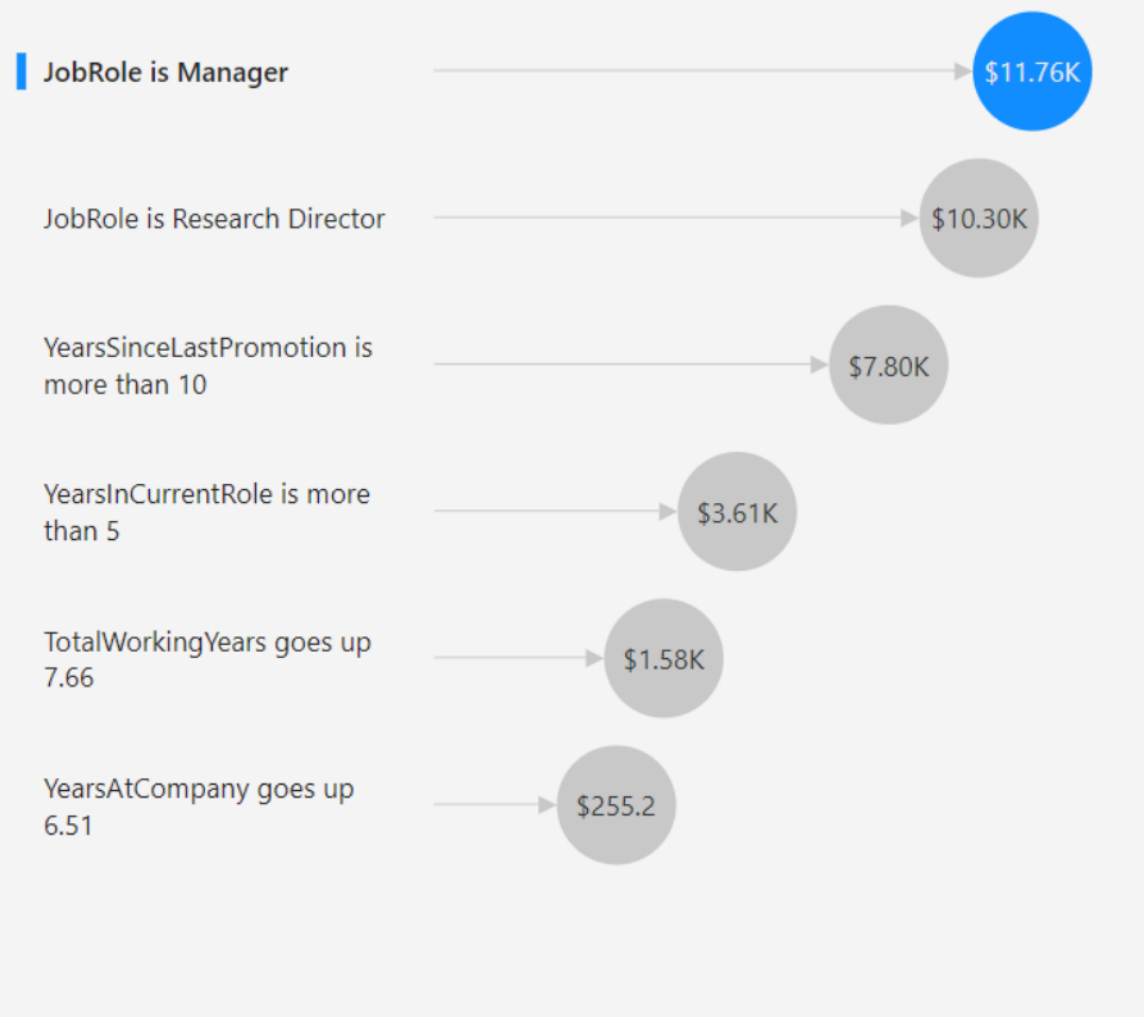 JobRole is Manager
$11.76K
JobRole is Research Director
$10.30K
YearsSinceLastPromotion is
more than 10
$7.80K
YearsInCurrentRole is more
than 5
$3.61K
TotalWorkingYears goes up
7.66
$1.58K
YearsAtCompany goes up
6.51
$255.2